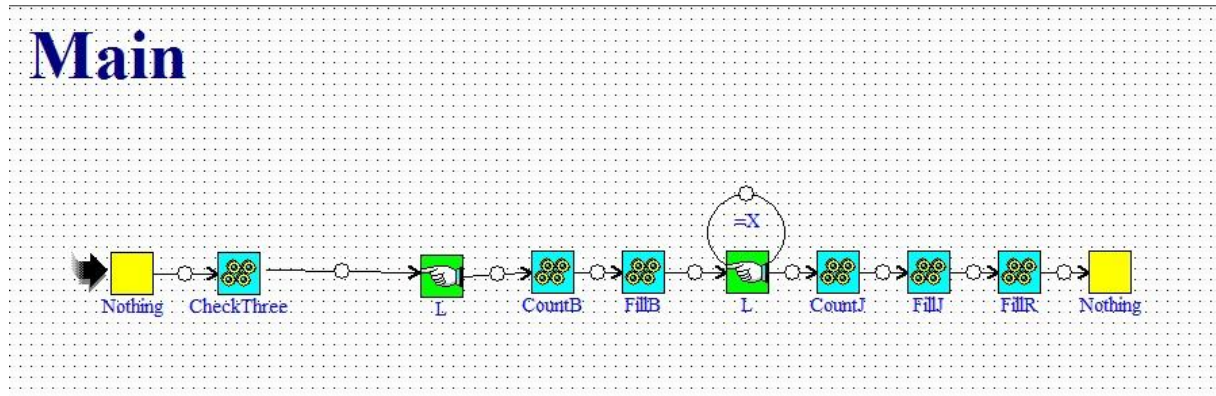 Main
=X
Nothing CheckThree L CountB FillB L CountJ FillJ FillR Nothing